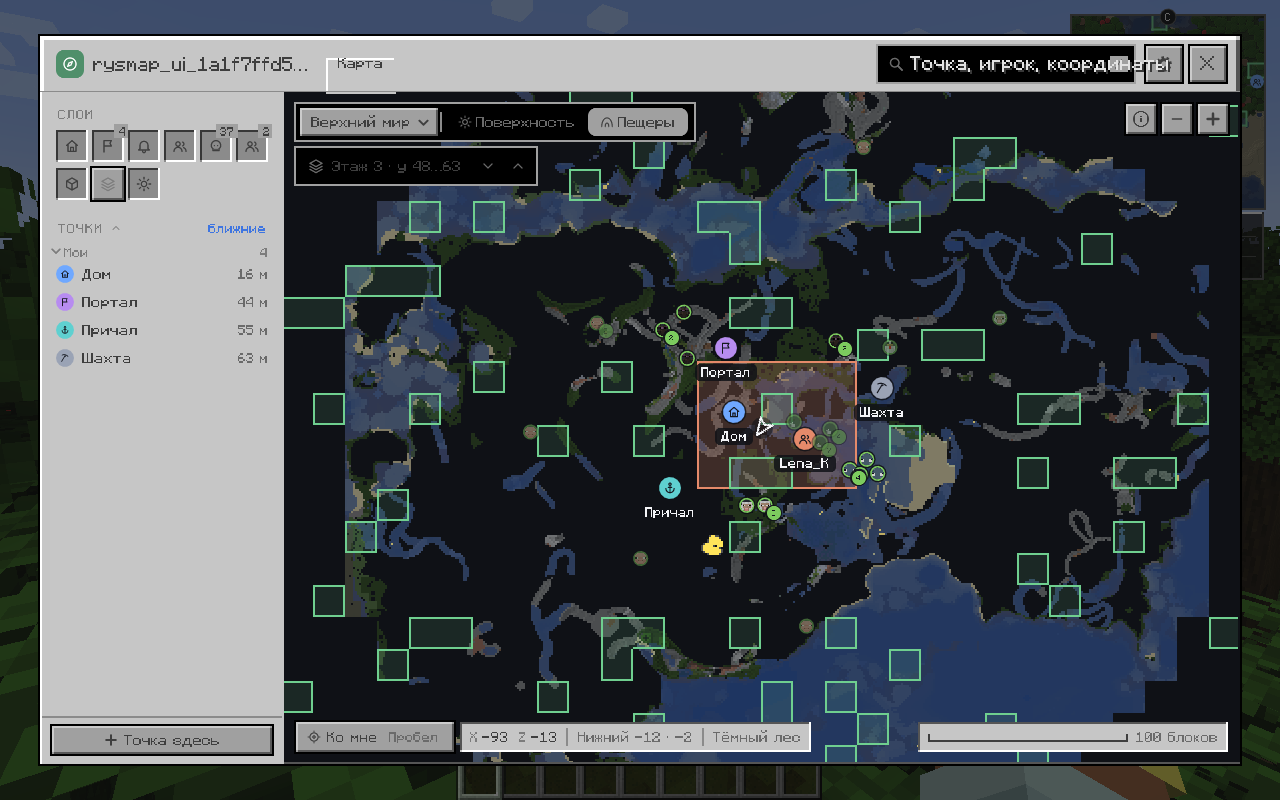 C
rysmap_ui_1a1f7ffd5...
Карта
Точка, игрок, координаты
СЛОИ
4
37
2
ТОЧКИ
ближние
Мои
4
Дом
16 м
Портал
44 м
Причал
55 м
Шахта
63 м
Точка здесь
Верхний мир
Поверхность
Пещеры
Этаж 3 · y 48…63
Портал
Дом
Lena_K
Шахта
Причал
Ко мне Пробел
X -93 Z -13 | Нижний -12 · -2 | Тёмный лес
100 блоков